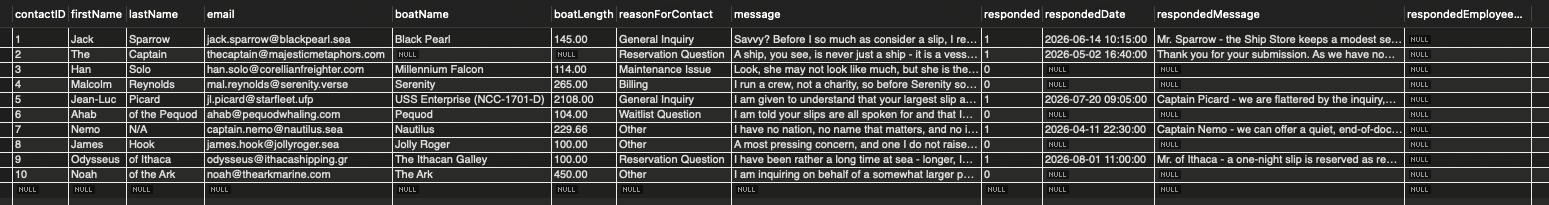 contactID firstName lastName email boatName boatLength reasonForContact message responded respondedDate respondedMessage respondedEmployee...
1 Jack Sparrow jack.sparrow@blackpearl.sea Black Pearl 145.00 General Inquiry Savvy? Before I so much as consider a slip, I re... 1 2026-06-14 10:15:00 Mr. Sparrow - the Ship Store keeps a modest se... NULL
2 The Captain thecaptain@majesticmetaphors.com NULL NULL Reservation Question A ship, you see, is never just a ship - it is a vess... 1 2026-05-02 16:40:00 Thank you for your submission. As we have no... NULL
3 Han Solo han.solo@corellianfreighter.com Millennium Falcon 114.00 Maintenance Issue Look, she may not look like much, but she is the... 0 NULL NULL NULL
4 Malcolm Reynolds mal.reynolds@serenity.verse Serenity 265.00 Billing I run a crew, not a charity, so before Serenity so... 0 NULL NULL NULL
5 Jean-Luc Picard jl.picard@starfleet.ufp USS Enterprise (NCC-1701-D) 2108.00 General Inquiry I am given to understand that your largest slip a... 1 2026-07-20 09:05:00 Captain Picard - we are flattered by the inquiry,... NULL
6 Ahab of the Pequod ahab@pequodwhaling.com Pequod 104.00 Waitlist Question I am told your slips are all spoken for and that I... 0 NULL NULL NULL
7 Nemo N/A captain.nemo@nautilus.sea Nautilus 229.66 Other I have no nation, no name that matters, and no i... 1 2026-04-11 22:30:00 Captain Nemo - we can offer a quiet, end-of-doc... NULL
8 James Hook james.hook@jollyroger.sea Jolly Roger 100.00 Other A most pressing concern, and one I do not raise... 0 NULL NULL NULL
9 Odysseus of Ithaca odysseus@ithacashipping.gr The Ithacan Galley 100.00 Reservation Question I have been rather a long time at sea - longer, I... 1 2026-08-01 11:00:00 Mr. of Ithaca - a one-night slip is reserved as re... NULL
10 Noah of the Ark noah@thearkmarine.com The Ark 450.00 Other I am inquiring on behalf of a somewhat larger p... 0 NULL NULL NULL
NULL NULL NULL NULL NULL NULL NULL NULL NULL NULL NULL NULL